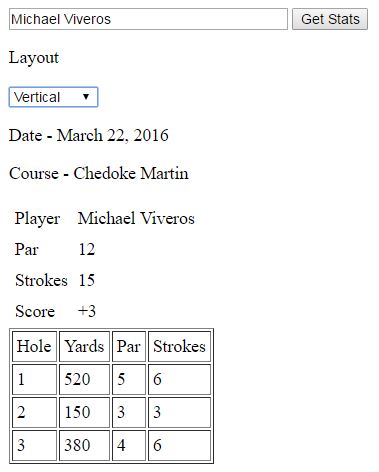 Michael Viveros Get Stats
Layout
Vertical
Date - March 22, 2016
Course - Chedoke Martin
Player Michael Viveros
Par 12
Strokes 15
Score +3
Hole Yards Par Strokes
1 520 5 6
2 150 3 3
3 380 4 6